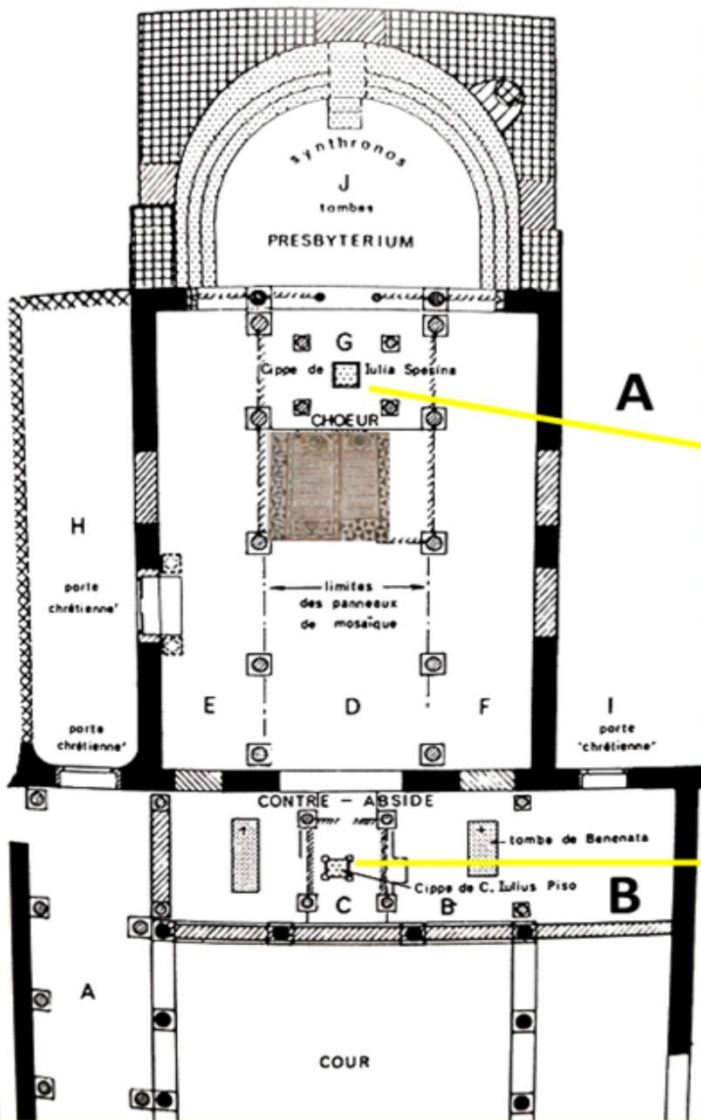 synthronos
J
tombes
PRESBYTERIUM
G
Cippe de Iulia Spesina
A
CHOEUR
H
porte
chrétienne"
limites
des panneaux
de mosaïque
E D F I
porte
chrétienne"
porte
"chrétienne"
CONTRE - ABSIDE
tombe de Benenata
Cippe de C. Iulius Piso
C B B
A
COUR